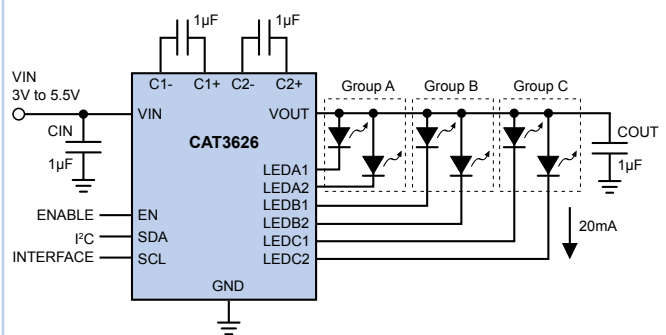 1µF
1µF
VIN
3V to 5.5V
C1-
C1+
C2-
C2+
Group A
Group B
Group C
VIN
VOUT
CIN
1µF
CAT3626
COUT
1µF
LEDA1
LEDA2
LEDB1
LEDB2
LEDC1
LEDC2
ENABLE
EN
I²C
INTERFACE
SDA
SCL
20mA
GND